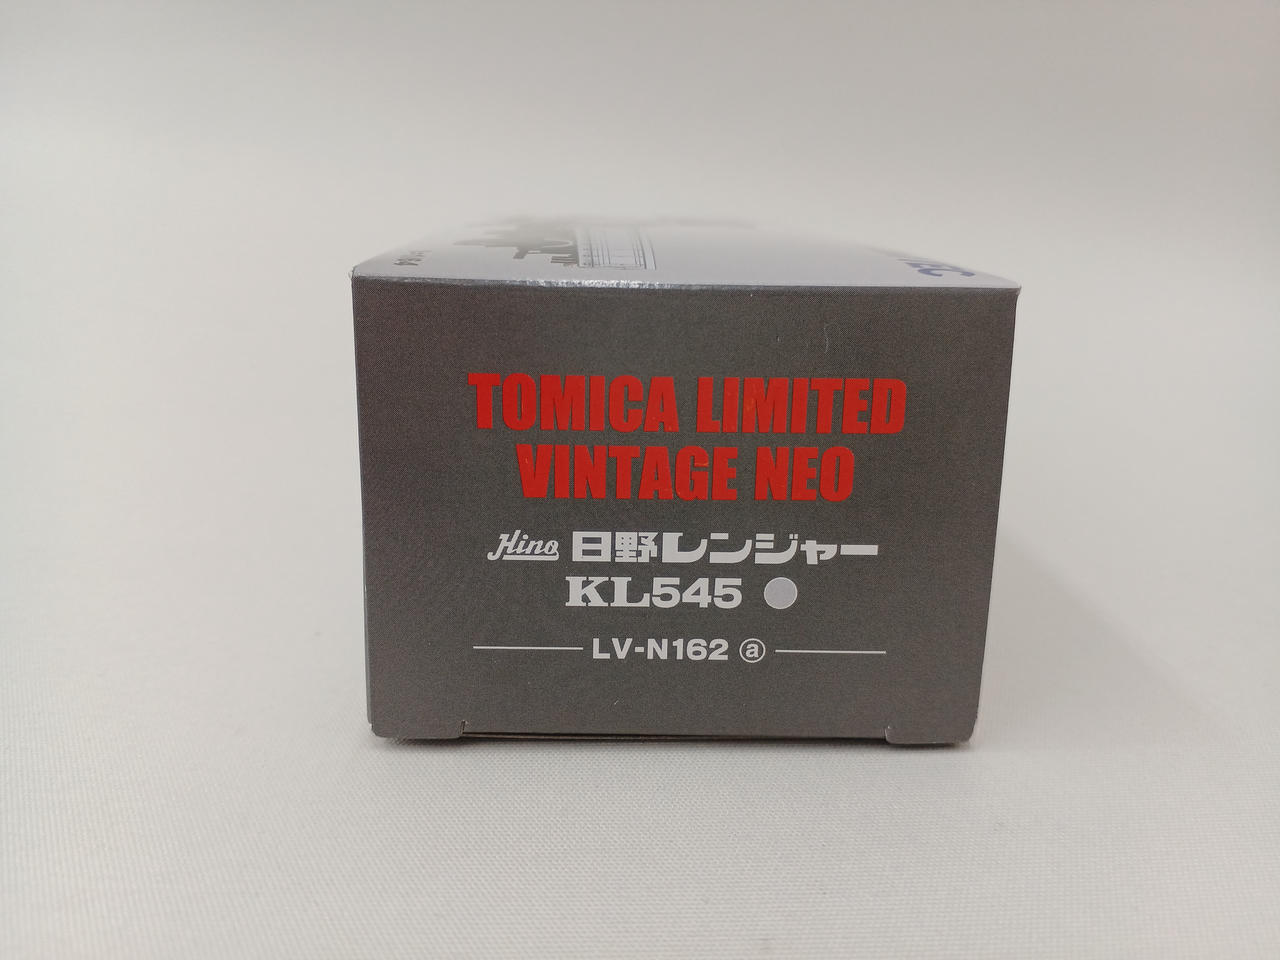 TOMICA LIMITED
VINTAGE NEO
Hino 日野レンジャー
KL545
LV-N162 ⓐ